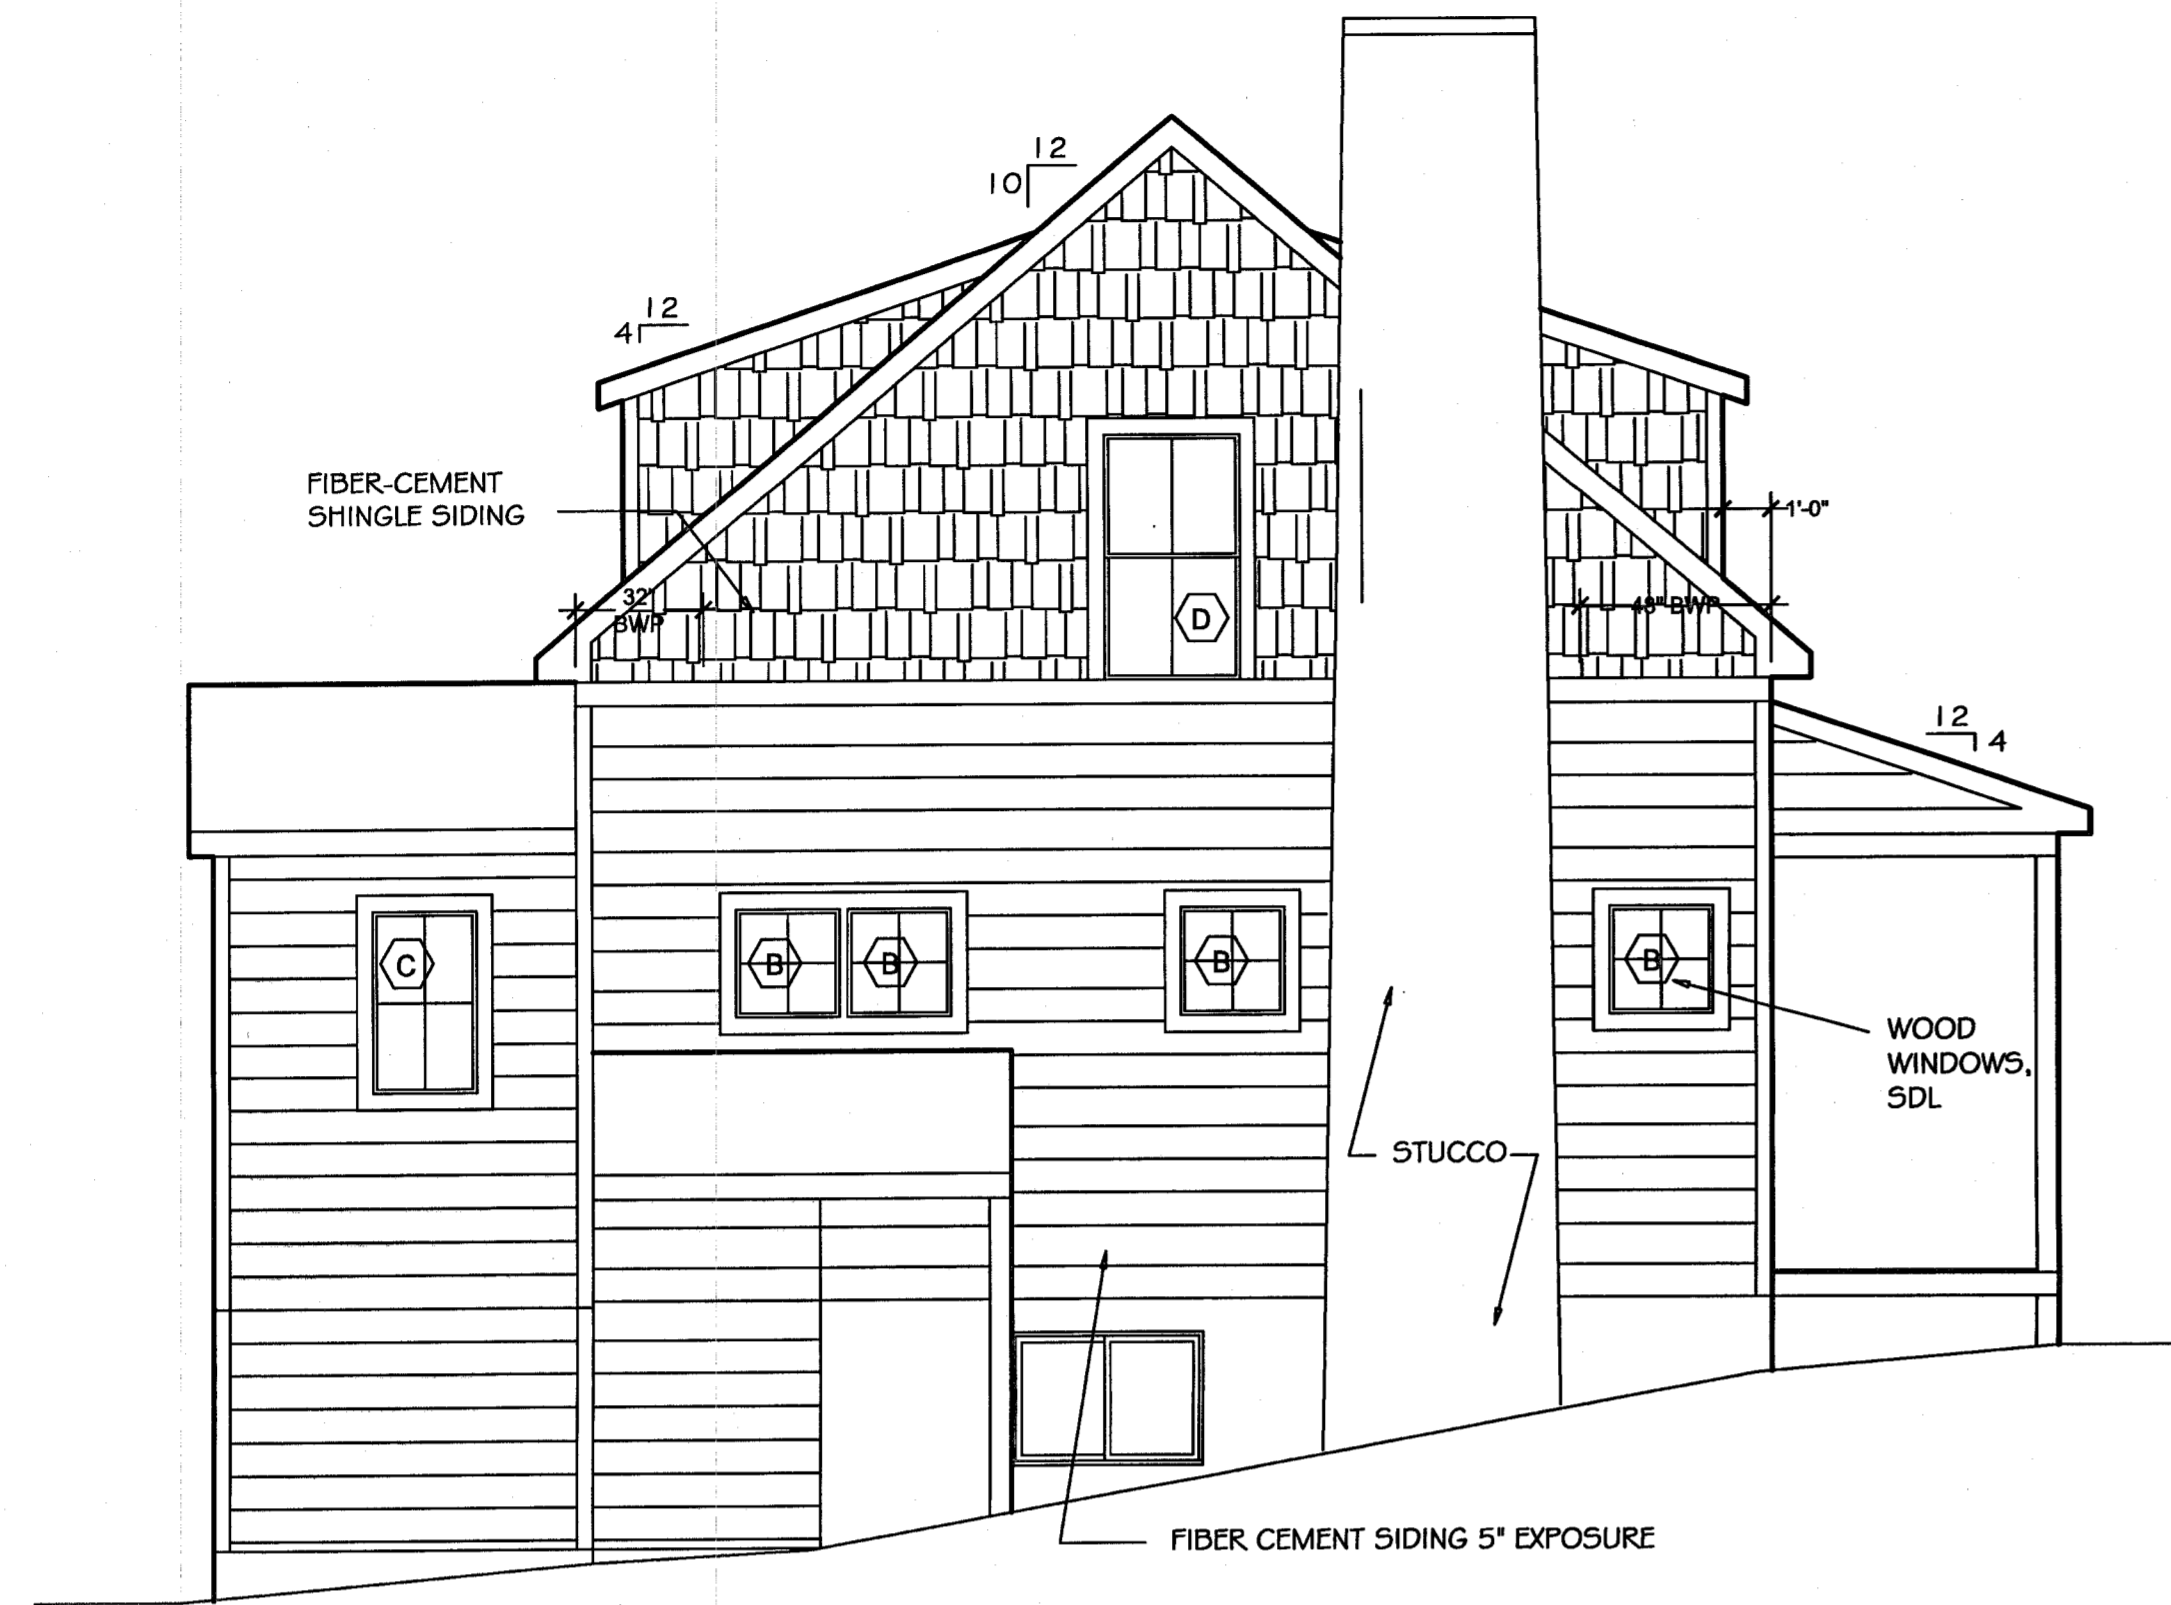 12
10
12
4
FIBER-CEMENT
SHINGLE SIDING
1'-0"
32"
BWP
48" BWP
D
12
4
C
B
B
B
B
WOOD
WINDOWS,
SDL
STUCCO
FIBER CEMENT SIDING 5" EXPOSURE